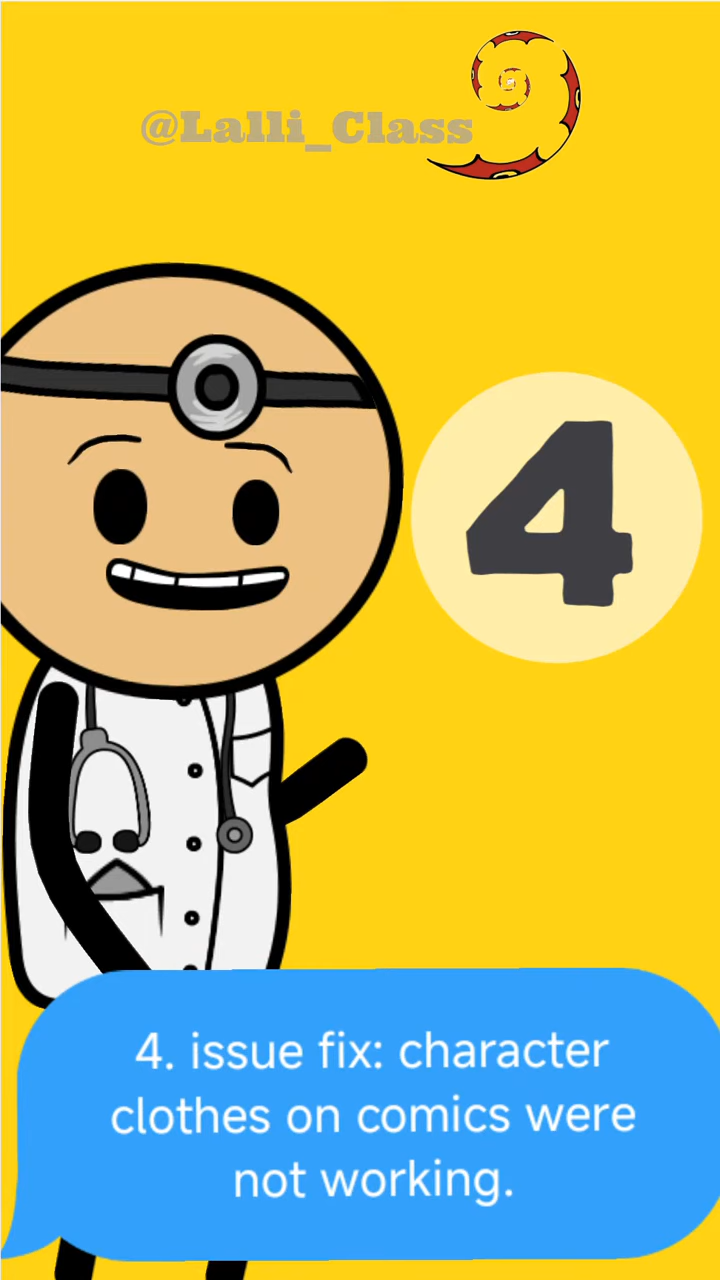 @Lalli_Class
4
4. issue fix: character
clothes on comics were
not working.